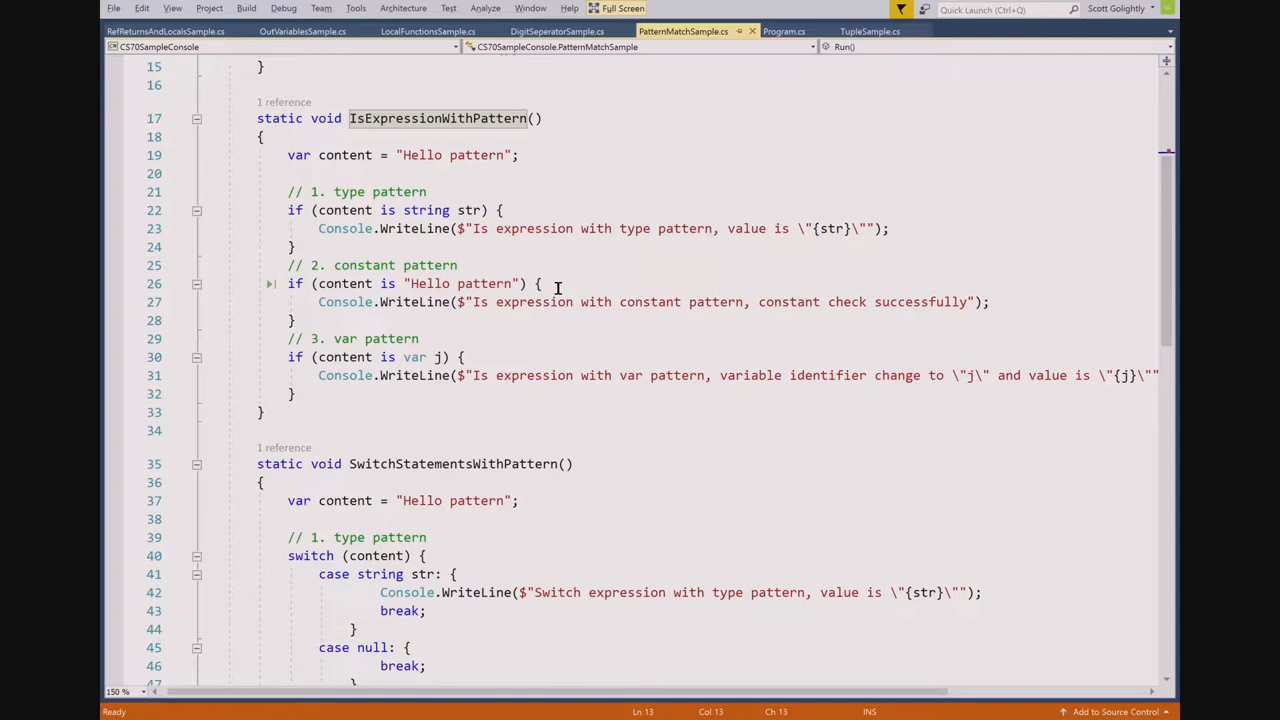 File Edit View Project Build Debug Team Tools Architecture Test Analyze Window Help Full Screen Quick Launch (Ctrl+Q) Scott Golightly
RefReturnsAndLocalsSample.cs OutVariablesSample.cs LocalFunctionsSample.cs DigitSeperatorSample.cs PatternMatchSample.cs Program.cs TupleSample.cs
CS70SampleConsole CS70SampleConsole.PatternMatchSample Run()
15 }
16
1 reference
17 static void IsExpressionWithPattern()
18 {
19 var content = "Hello pattern";
20
21 // 1. type pattern
22 if (content is string str) {
23 Console.WriteLine($"Is expression with type pattern, value is \"{str}\"");
24 }
25 // 2. constant pattern
26 if (content is "Hello pattern") {
27 Console.WriteLine($"Is expression with constant pattern, constant check successfully");
28 }
29 // 3. var pattern
30 if (content is var j) {
31 Console.WriteLine($"Is expression with var pattern, variable identifier change to \"j\" and value is \"{j}\""
32 }
33 }
34
1 reference
35 static void SwitchStatementsWithPattern()
36 {
37 var content = "Hello pattern";
38
39 // 1. type pattern
40 switch (content) {
41 case string str: {
42 Console.WriteLine($"Switch expression with type pattern, value is \"{str}\"");
43 break;
44 }
45 case null: {
46 break;
47 }
150 %
Ready Ln 13 Col 13 Ch 13 INS Add to Source Control